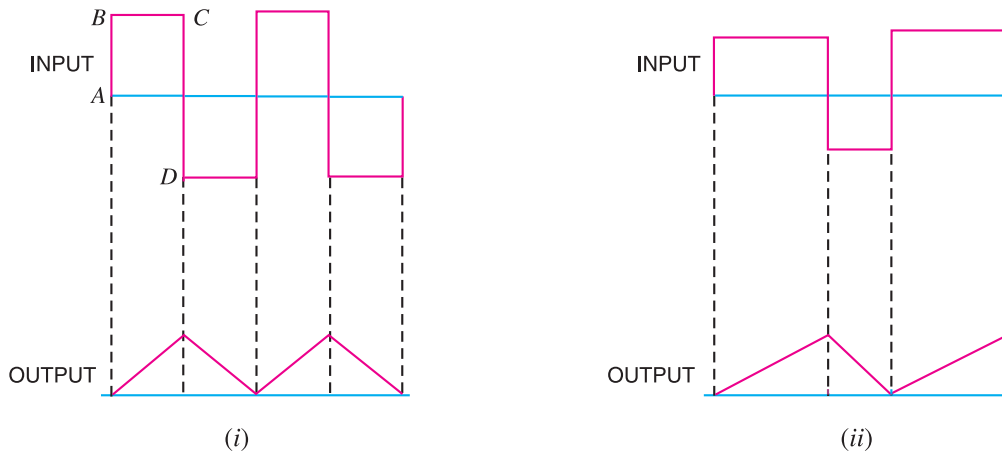 B C
INPUT
A
D
OUTPUT
(i)
INPUT
OUTPUT
(ii)